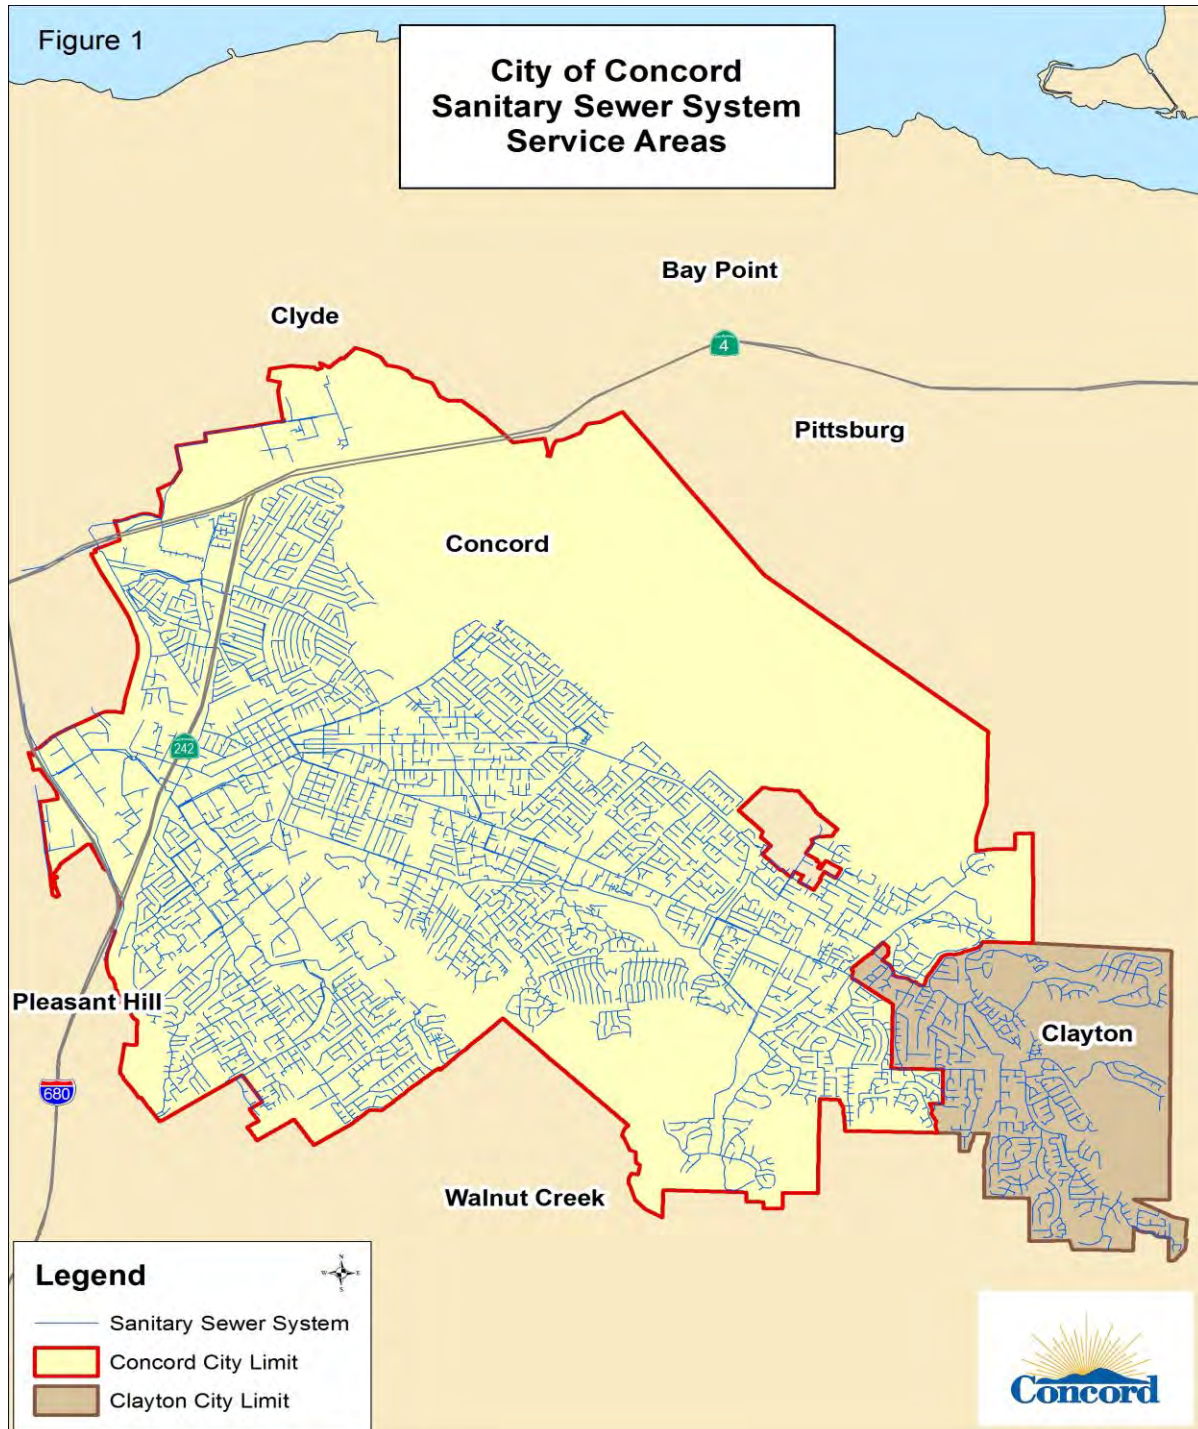 Figure 1
City of Concord
Sanitary Sewer System
Service Areas
Bay Point
Clyde
4
Pittsburg
Concord
242
Pleasant Hill
Clayton
680
Walnut Creek
Legend
N
W E
S
Sanitary Sewer System
Concord City Limit
Clayton City Limit
Concord